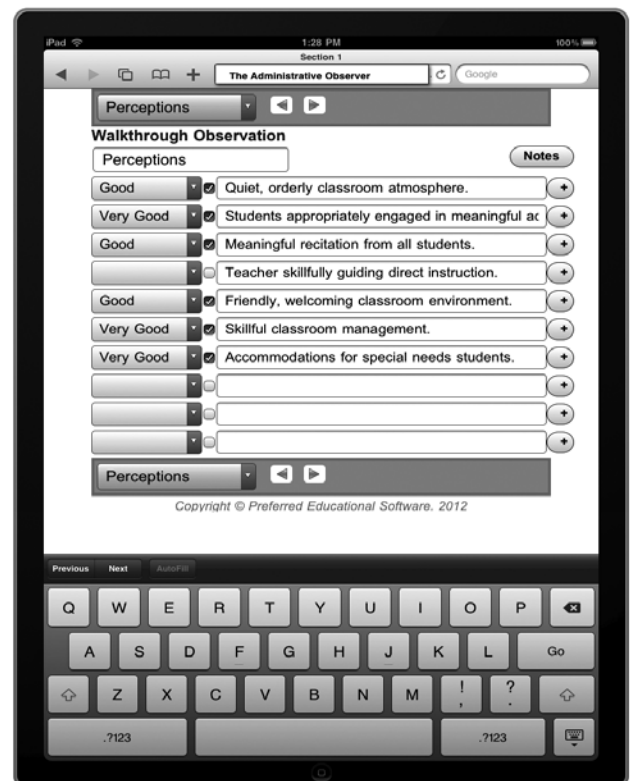 iPad 1:28 PM 100%
Section 1
The Administrative Observer Google
Perceptions
Walkthrough Observation
Perceptions Notes
Good Quiet, orderly classroom atmosphere. +
Very Good Students appropriately engaged in meaningful ac +
Good Meaningful recitation from all students. +
Teacher skillfully guiding direct instruction. +
Good Friendly, welcoming classroom environment. +
Very Good Skillful classroom management. +
Very Good Accommodations for special needs students. +
+
+
+
Perceptions
Copyright © Preferred Educational Software. 2012
Previous Next AutoFill
Q W E R T Y U I O P
A S D F G H J K L Go
Z X C V B N M ! , ? .
.?123 .?123